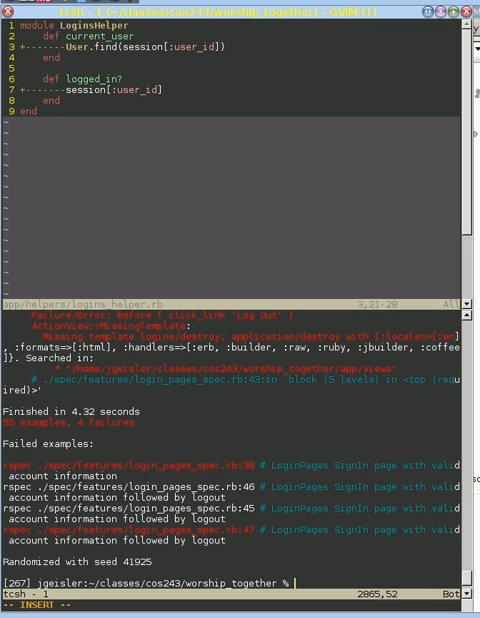 tcsh - 1 (~/classes/cos243/worship_together) - GVIM (1)
1 module LoginsHelper
2 def current_user
3 +-------User.find(session[:user_id])
4 end
5
6 def logged_in?
7 +-------session[:user_id]
8 end
9 end
~
~
~
~
~
~
~
~
~
~
~
~
~
~
app/helpers/logins_helper.rb 3,21-28 All
Failure/Error: before { click_link 'Log Out' }
ActionView::MissingTemplate:
Missing template logins/destroy, application/destroy with {:locale=>[:en]
, :formats=>[:html], :handlers=>[:erb, :builder, :raw, :ruby, :jbuilder, :coffee
]}. Searched in:
* "/home/jgeisler/classes/cos243/worship_together/app/views"
# ./spec/features/login_pages_spec.rb:43:in `block (5 levels) in <top (requ
ired)>'
Finished in 4.32 seconds
55 examples, 4 failures
Failed examples:
rspec ./spec/features/login_pages_spec.rb:38 # LoginPages SignIn page with valid
account information
rspec ./spec/features/login_pages_spec.rb:46 # LoginPages SignIn page with valid
account information followed by logout
rspec ./spec/features/login_pages_spec.rb:45 # LoginPages SignIn page with valid
account information followed by logout
rspec ./spec/features/login_pages_spec.rb:47 # LoginPages SignIn page with valid
account information followed by logout
Randomized with seed 41925
[267] jgeisler:~/classes/cos243/worship_together %
tcsh - 1 2865,52 Bot
-- INSERT --